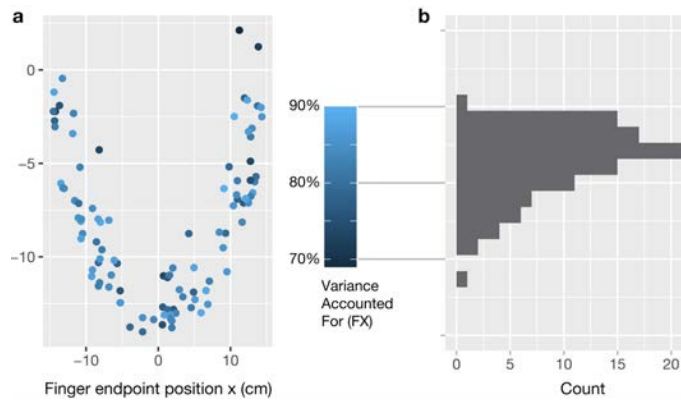 a
b
0
−5
−10
−10
0
10
Finger endpoint position x (cm)
90%
80%
70%
Variance
Accounted
For (FX)
0
5
10
15
20
Count